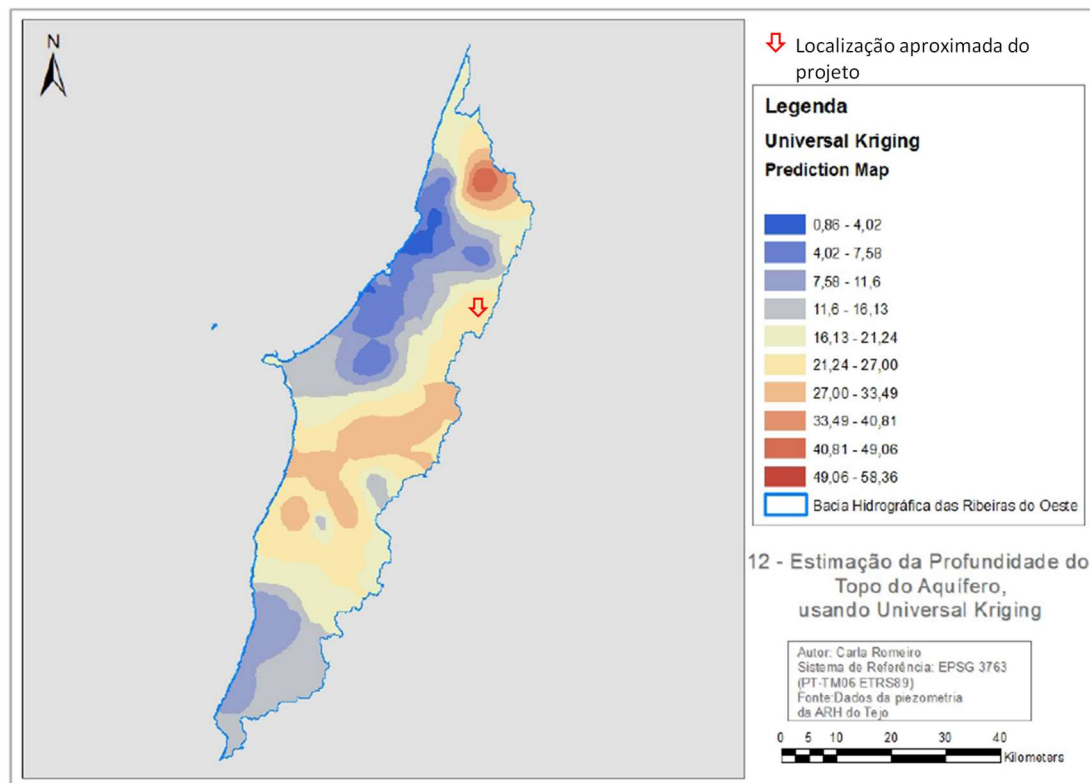 N
Localização aproximada do
projeto
Legenda
Universal Kriging
Prediction Map
0,86 - 4,02
4,02 - 7,58
7,58 - 11,6
11,6 - 16,13
16,13 - 21,24
21,24 - 27,00
27,00 - 33,49
33,49 - 40,81
40,81 - 49,06
49,06 - 58,36
Bacia Hidrográfica das Ribeiras do Oeste
12 - Estimação da Profundidade do
Topo do Aquífero,
usando Universal Kriging
Autor: Carla Romeiro
Sistema de Referência: EPSG 3763
(PT-TM06 ETRS89)
Fonte:Dados da piezometria
da ARH do Tejo
0 5 10 20 30 40
Kilometers